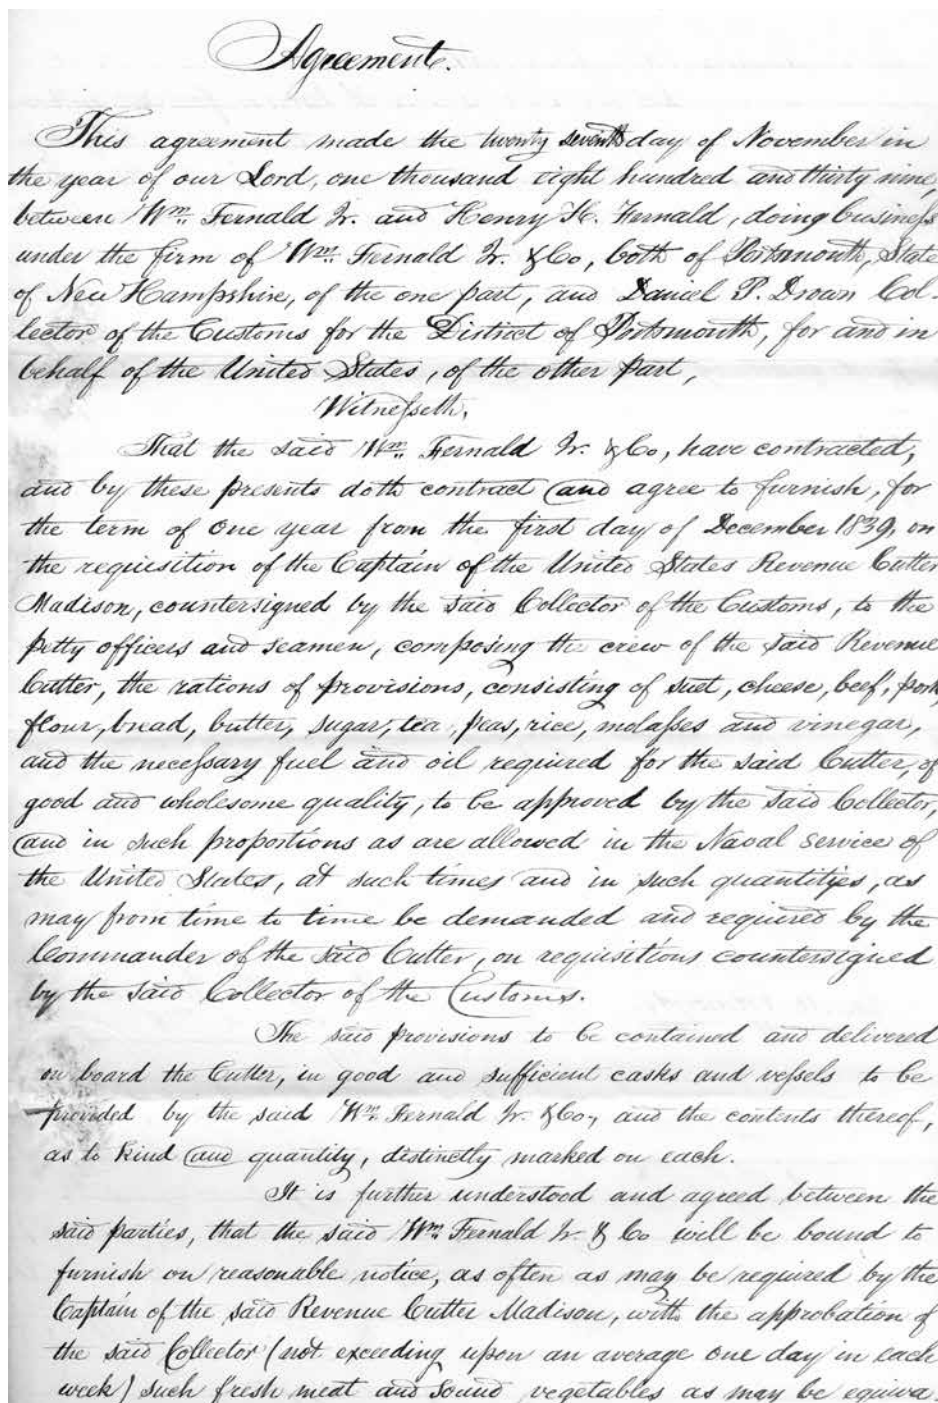 Agreement.
This agreement made the twenty seventh day of November in
the year of our Lord, one thousand eight hundred and thirty nine,
between Wm. Fernald Jr. and Henry H. Fernald, doing business
under the firm of Wm. Fernald Jr. & Co, both of Portsmouth, State
of New Hampshire, of the one part, and Daniel P. Drown Col-
lector of the Customs for the District of Portsmouth, for and in
behalf of the United States, of the other part,
Witnesseth,
That the said Wm. Fernald Jr. & Co, have contracted,
and by these presents doth contract and agree to furnish, for
the term of one year from the first day of December 1839, on
the requisition of the Captain of the United States Revenue Cutter
Madison, countersigned by the said Collector of the Customs, to the
petty officers and seamen, composing the crew of the said Revenue
Cutter, the rations of provisions, consisting of suet, cheese, beef, pork,
flour, bread, butter, sugar, tea, peas, rice, molasses and vinegar,
and the necessary fuel and oil required for the said Cutter, of
good and wholesome quality, to be approved by the said Collector,
and in such proportions as are allowed in the Naval service of
the United States, at such times and in such quantities, as
may from time to time be demanded and required by the
Commander of the said Cutter, on requisitions countersigned
by the said Collector of the Customs.
The said provisions to be contained and delivered
on board the Cutter, in good and sufficient casks and vessels to be
provided by the said Wm. Fernald Jr. & Co, and the contents thereof,
as to kind and quantity, distinctly marked on each.
It is further understood and agreed between the
said parties, that the said Wm. Fernald Jr & Co will be bound to
furnish on reasonable notice, as often as may be required by the
Captain of the said Revenue Cutter Madison, with the approbation of
the said Collector (not exceeding upon an average one day in each
week) such fresh meat and sound vegetables as may be equiva-